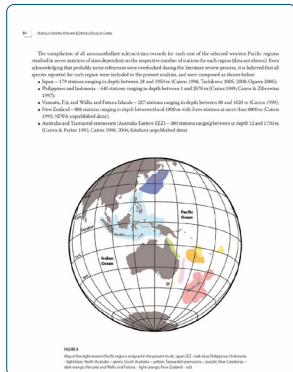 54
The compilation of all azooxanthellate scleractinian records for each one of the selected western Pacific regions
resulted in seven matrices of sizes dependent on the respective number of stations for each region (data not shown). Even
acknowledging that probably some references were overlooked during the literature review process, it is believed that all
species reported for each region were included in the present analysis, and were composed as shown below:
• Japan – 179 stations ranging in depth between 28 and 1953 m (Cairns 1994; Tachikawa 2005, 2008; Ogawa 2006);
• Philippines and Indonesia – 640 stations ranging in depth between 1 and 2570 m (Cairns 1989; Cairns & Zibrowius
1997);
• Vanuatu, Fiji, and Wallis and Futuna Islands – 257 stations ranging in depth between 80 and 1620 m (Cairns 1999);
• New Zealand – stations ranging in depth between 0 and 1800 m with three stations at more than 4000 m (Cairns
1995; NIWA unpublished data);
• Australia and Tasmantid seamounts (Australia Eastern EEZ) – 380 stations ranging between in depth 12 and 1750 m
(Cairns & Parker 1992; Cairns 1998, 2004; Kitahara unpublished data).
Pacific
Ocean
Equator
Indian
Ocean
FIGURE
Map of the eight western Pacific regions analysed in the present study: Japan EEZ - dark blue; Philippines / Indonesia
- light blue; North Australia – green; South Australia – yellow; Tasmantid seamounts – purple; New Caledonia –
dark orange; Vanuatu and Wallis and Futuna – light orange; New Zealand – red.